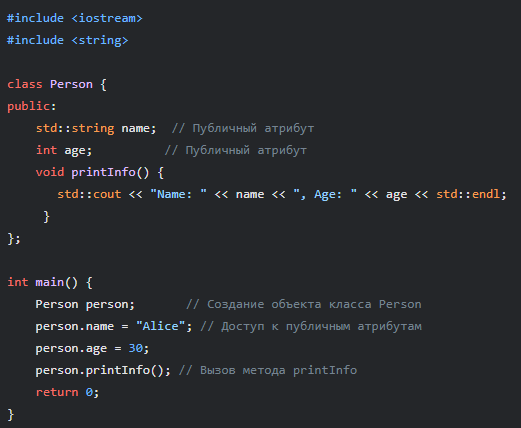 #include <iostream>
#include <string>

class Person {
public:
    std::string name;  // Публичный атрибут
    int age;          // Публичный атрибут
    void printInfo() {
       std::cout << "Name: " << name << ", Age: " << age << std::endl;
     }
};

int main() {
    Person person;       // Создание объекта класса Person
    person.name = "Alice"; // Доступ к публичным атрибутам
    person.age = 30;
    person.printInfo(); // Вызов метода printInfo
    return 0;
}